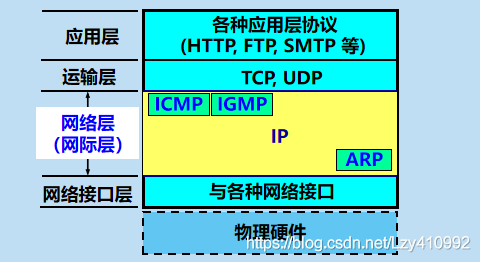 应用层
各种应用层协议
(HTTP, FTP, SMTP 等)
运输层
TCP, UDP
网络层
(网际层)
ICMP
IGMP
IP
ARP
网络接口层
与各种网络接口
物理硬件
https://blog.csdn.net/Lzy410992